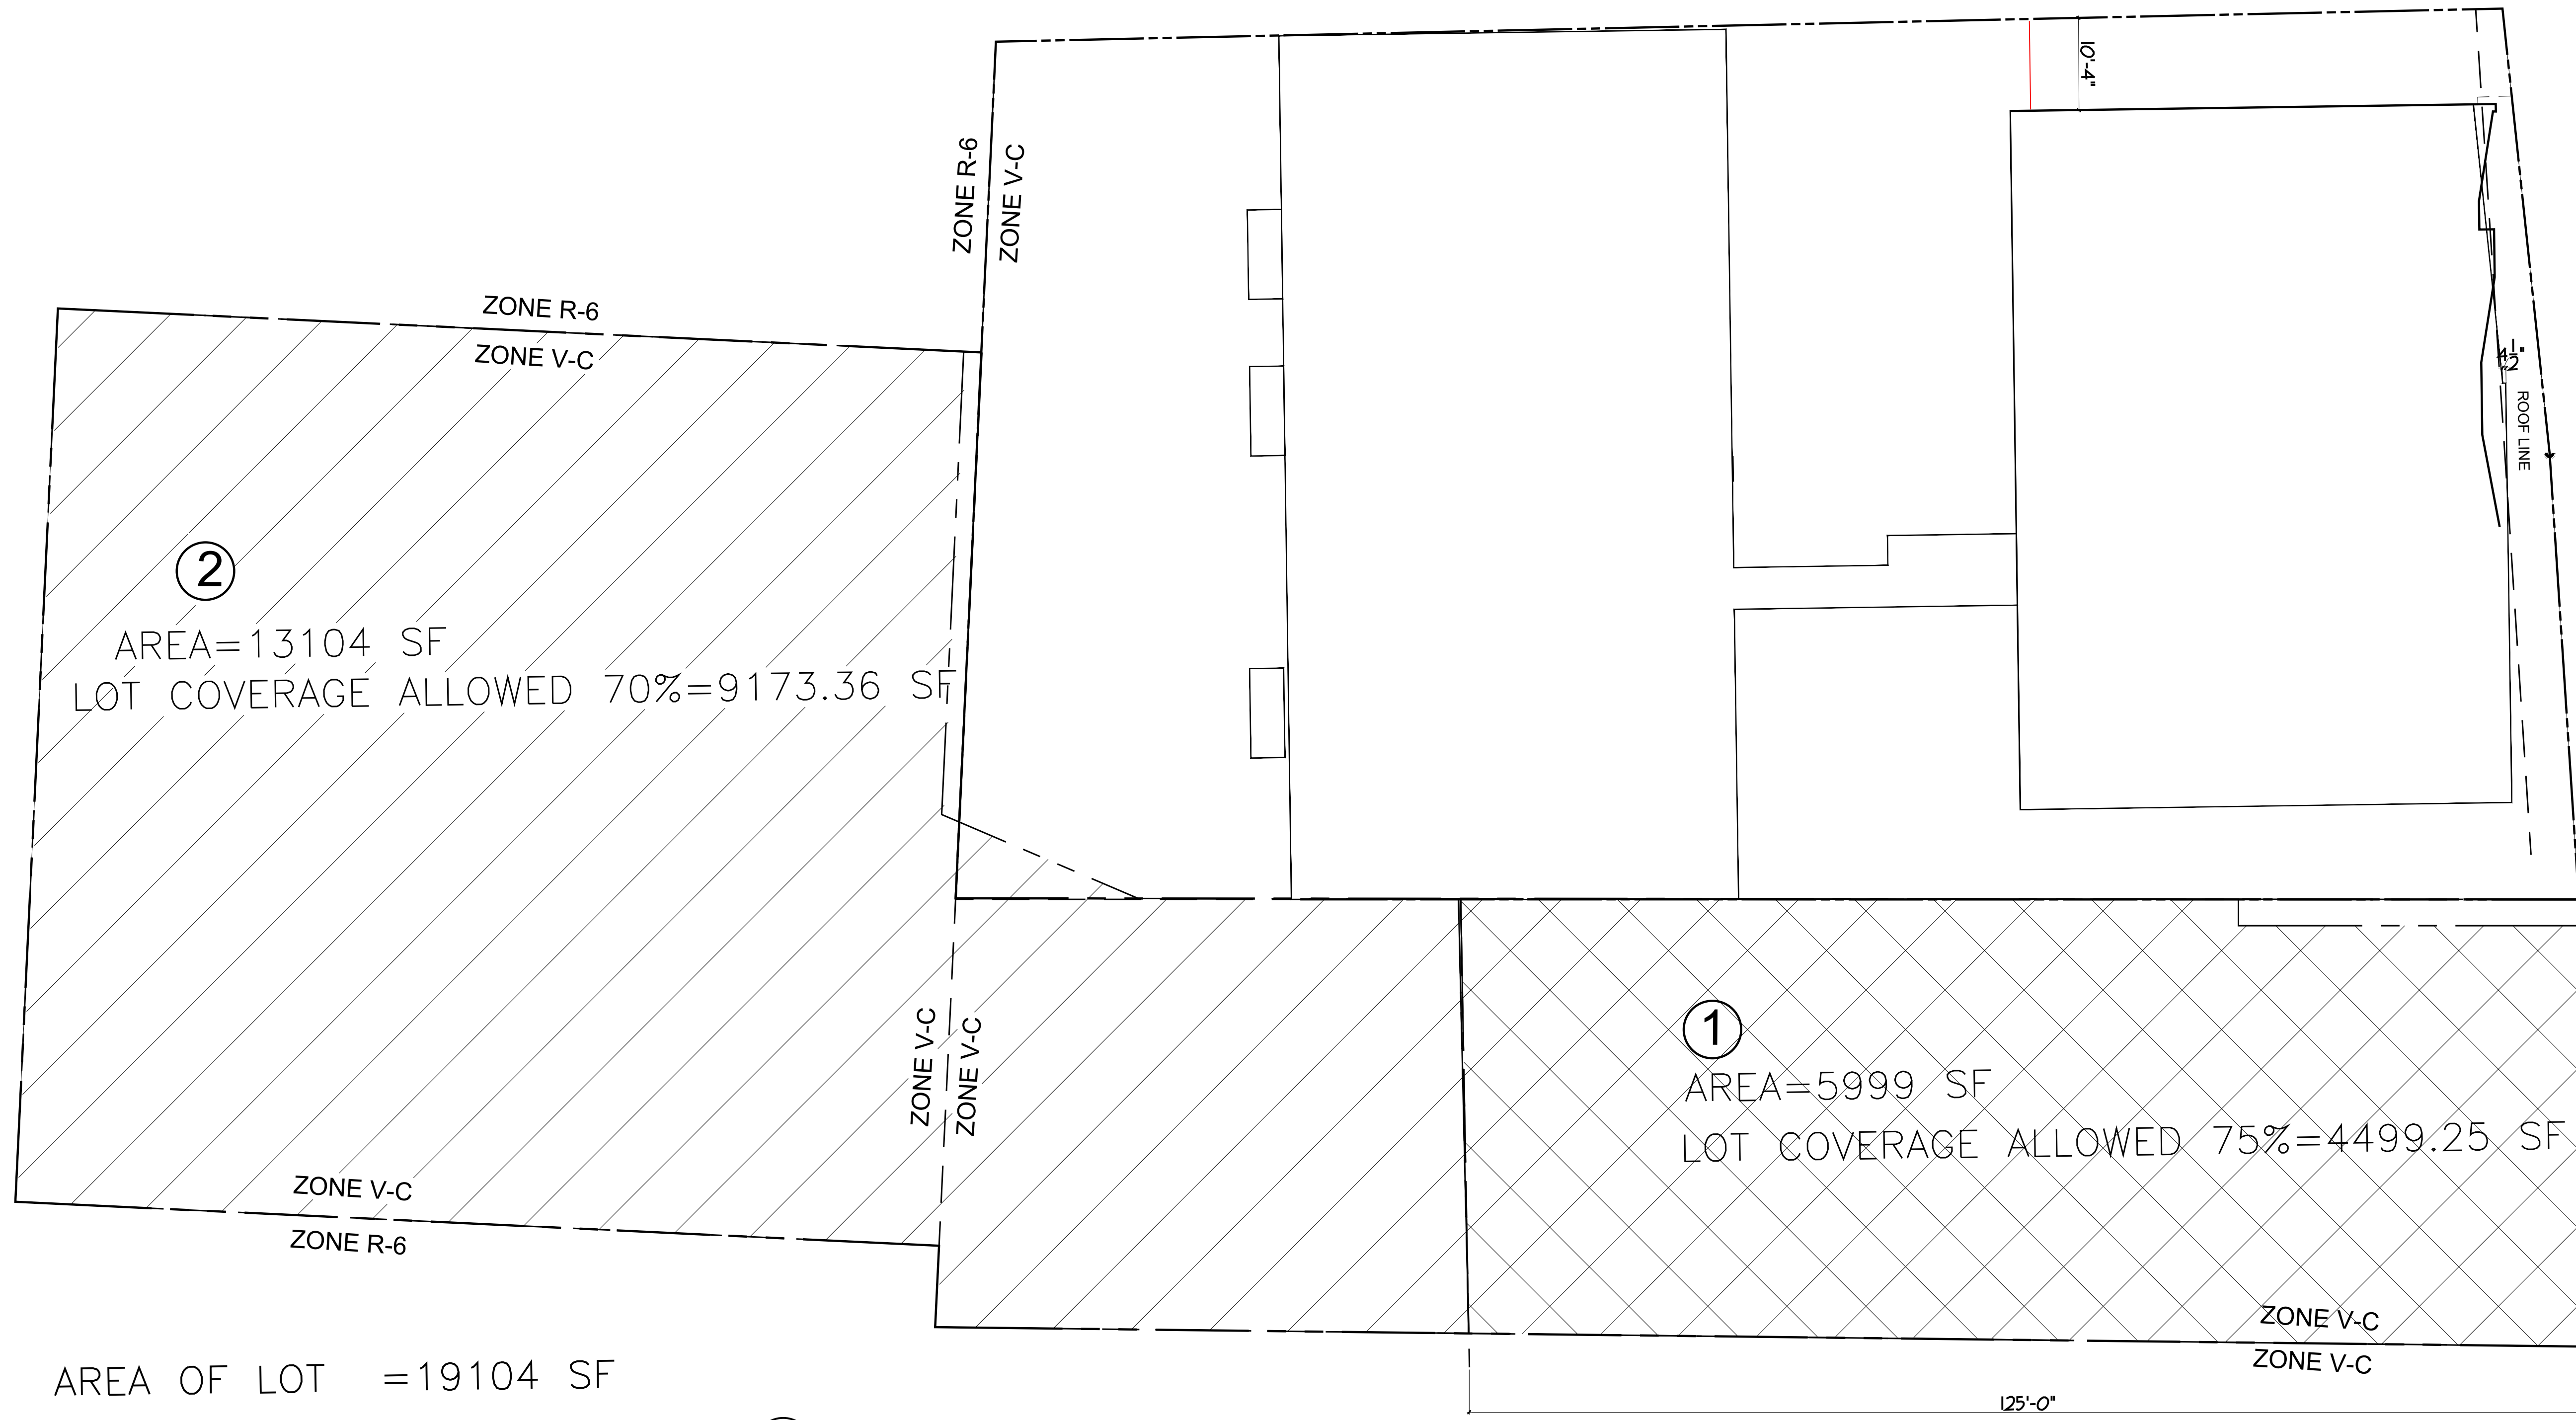 10'-4"
ZONE R-6
ZONE V-C
ZONE R-6
ZONE V-C
4 1/2"
ROOF LINE
2
AREA=13104 SF
LOT COVERAGE ALLOWED 70%=9173.36 SF
ZONE V-C
ZONE V-C
1
AREA=5999 SF
LOT COVERAGE ALLOWED 75%=4499.25 SF
ZONE V-C
ZONE R-6
ZONE V-C
ZONE V-C
AREA OF LOT =19104 SF
125'-0"